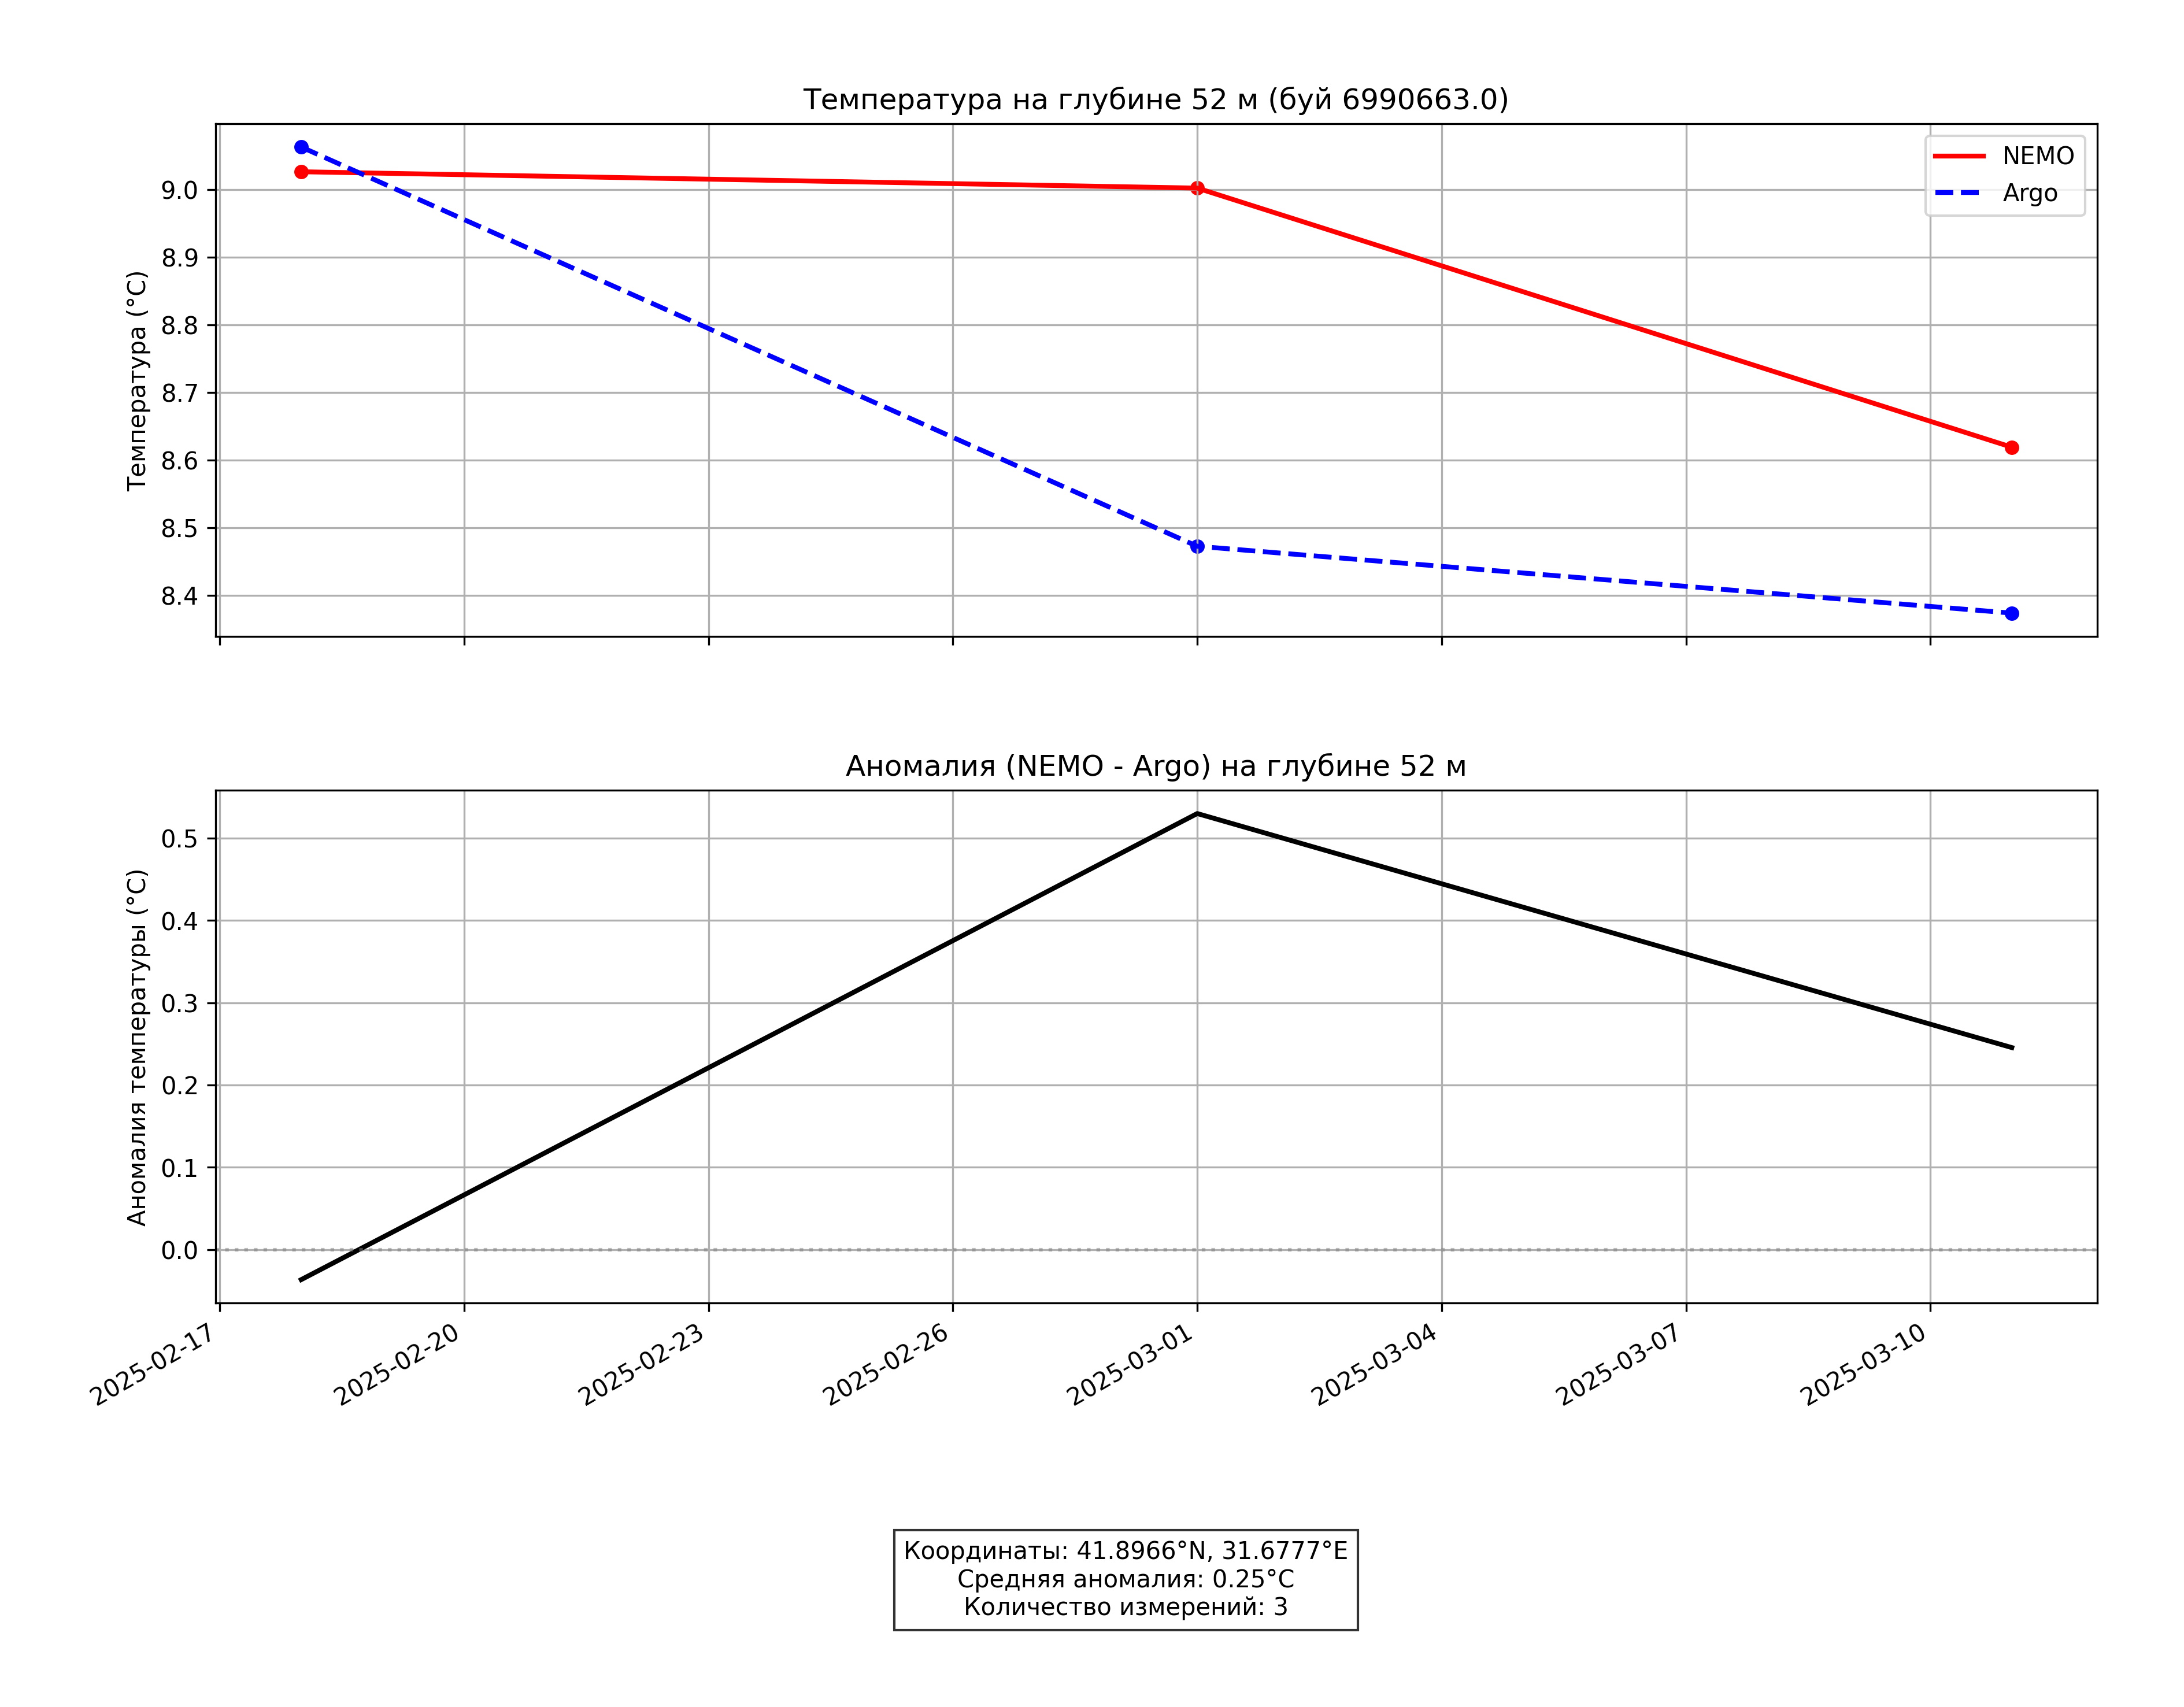 Температура на глубине 52 м (буй 6990663.0)
NEMO
Argo
Температура (°C)
9.0
8.9
8.8
8.7
8.6
8.5
8.4
Аномалия (NEMO - Argo) на глубине 52 м
Аномалия температуры (°C)
0.5
0.4
0.3
0.2
0.1
0.0
2025-02-17
2025-02-20
2025-02-23
2025-02-26
2025-03-01
2025-03-04
2025-03-07
2025-03-10
Координаты: 41.8966°N, 31.6777°E
Средняя аномалия: 0.25°C
Количество измерений: 3